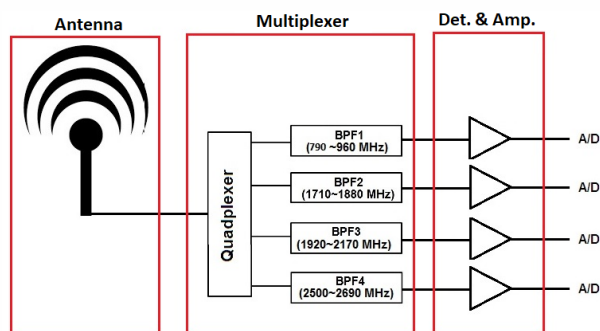 Antenna
Multiplexer
Det. & Amp.
Quadplexer
BPF1
(790 ~960 MHz)
A/D
BPF2
(1710~1880 MHz)
A/D
BPF3
(1920~2170 MHz)
A/D
BPF4
(2500~2690 MHz)
A/D